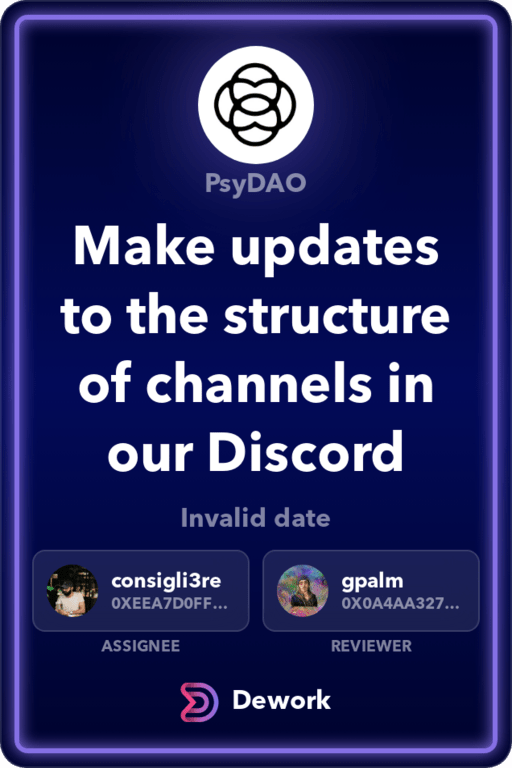 PsyDAO
Make updates
to the structure
of channels in
our Discord
Invalid date
consigli3re
0XEEA7D0FF...
ASSIGNEE
gpalm
0X0A4AA327...
REVIEWER
Dework